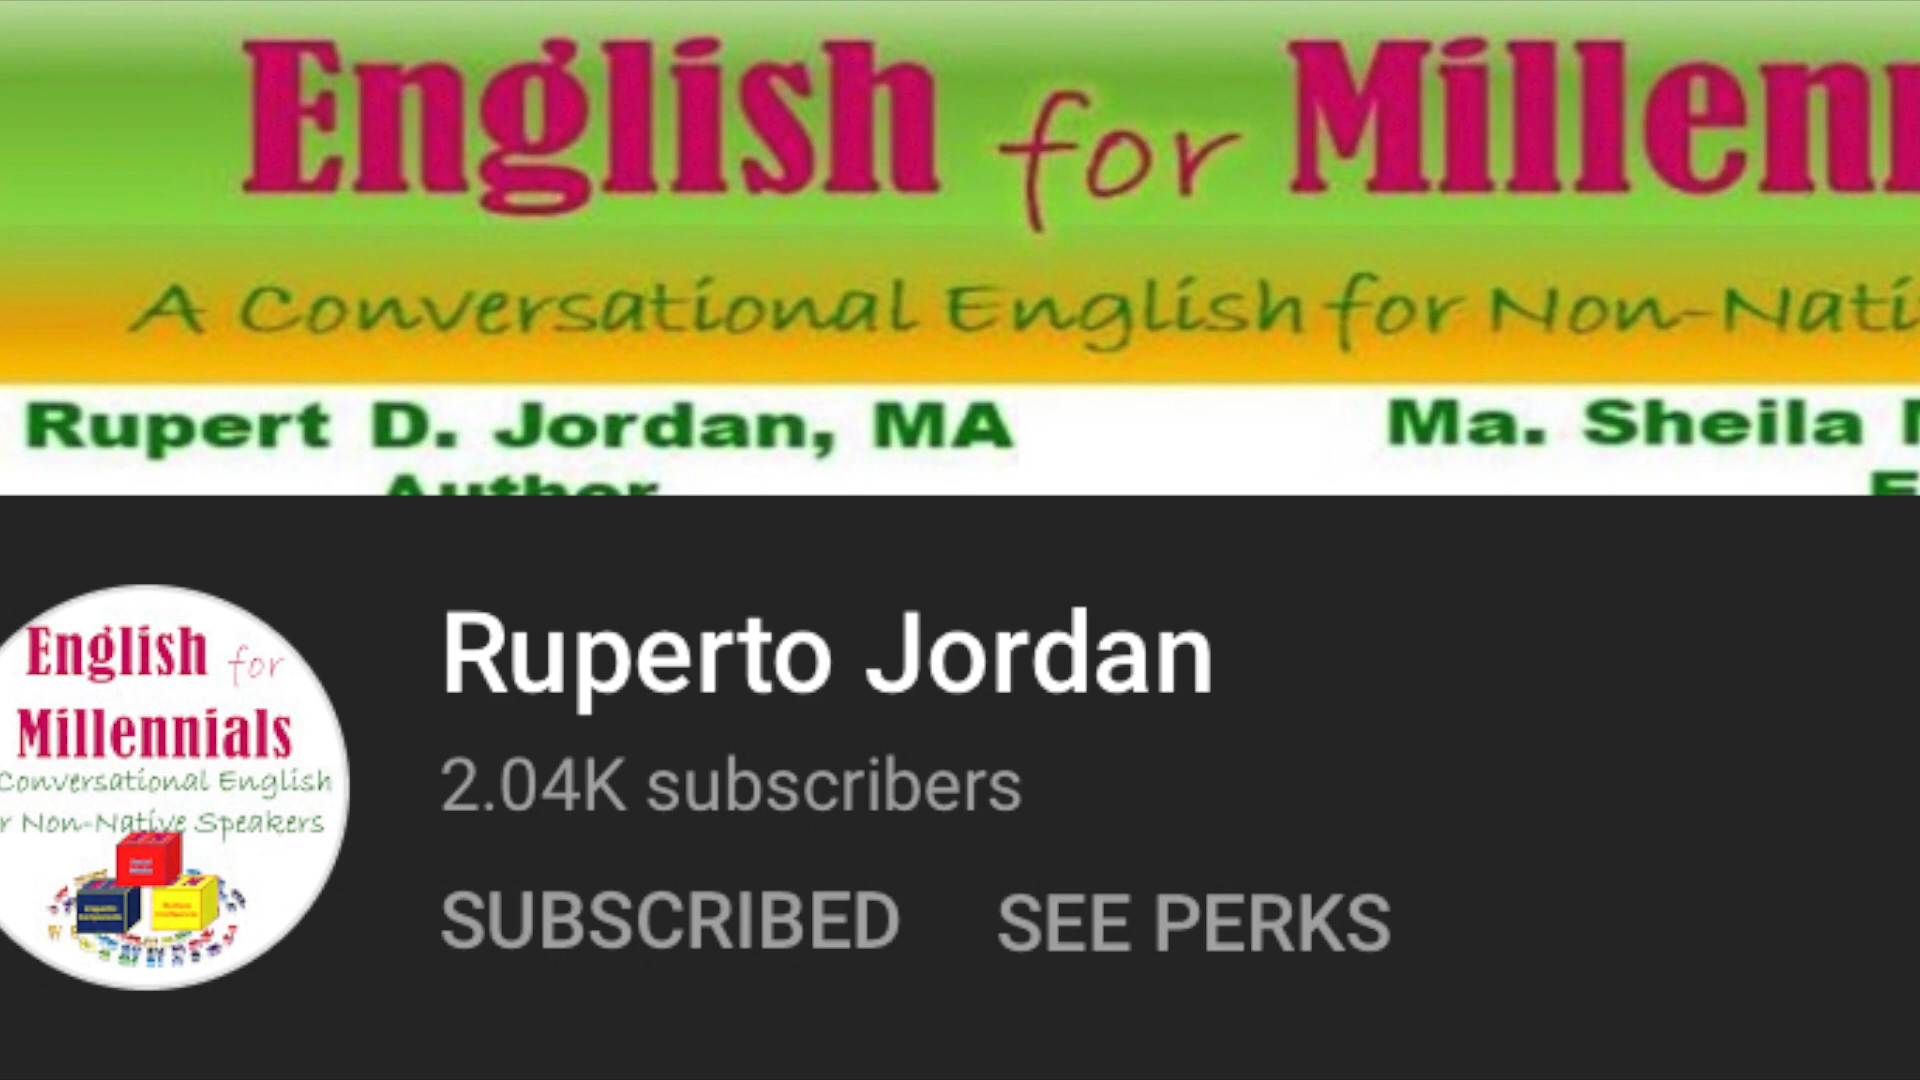 English for Millenn
A Conversational English for Non-Nati
Rupert D. Jordan, MA
Ma. Sheila
Author
English for
Millennials
Conversational English
r Non-Native Speakers
Ruperto Jordan
2.04K subscribers
SUBSCRIBED
SEE PERKS